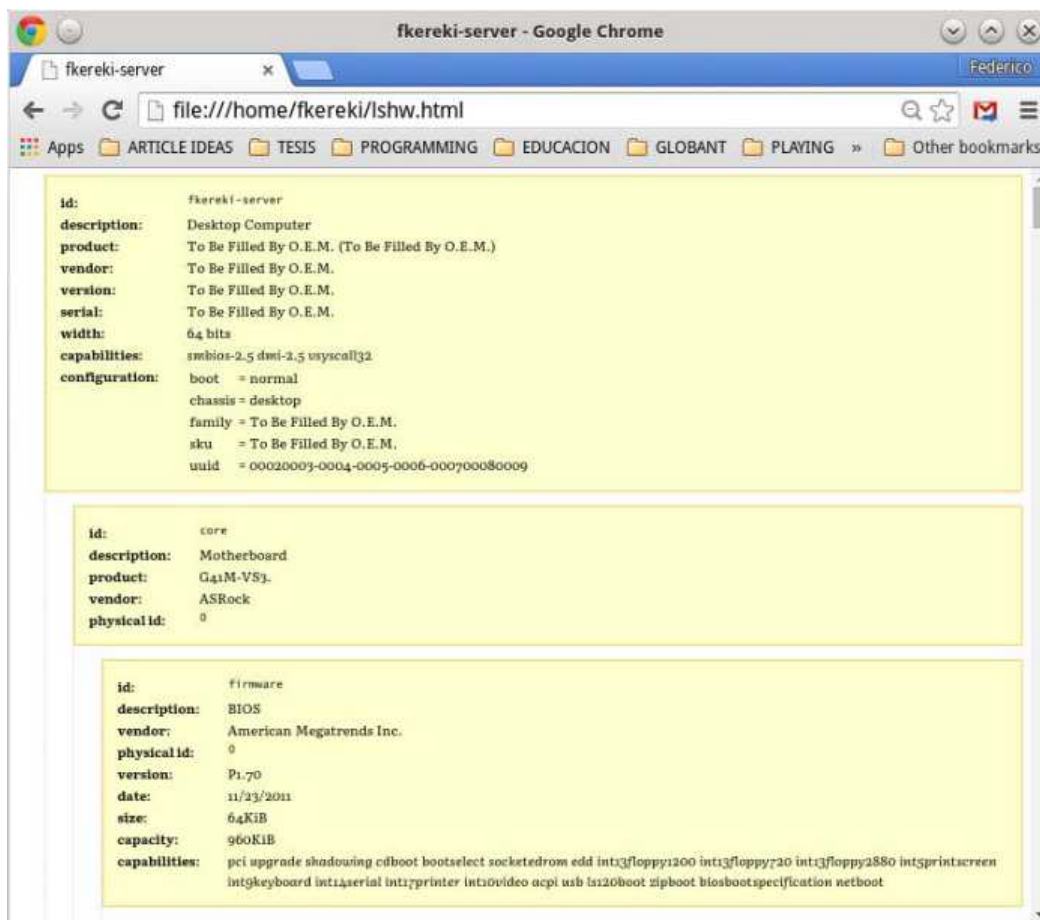 fkereki-server - Google Chrome
fkereki-server
Federico
file:///home/fkereki/lshw.html
Apps ARTICLE IDEAS TESIS PROGRAMMING EDUCACION GLOBANT PLAYING » Other bookmarks
id: fkereki-server
description: Desktop Computer
product: To Be Filled By O.E.M. (To Be Filled By O.E.M.)
vendor: To Be Filled By O.E.M.
version: To Be Filled By O.E.M.
serial: To Be Filled By O.E.M.
width: 64 bits
capabilities: smbios-2.5 dmi-2.5 vsyscall32
configuration: boot = normal
chassis = desktop
family = To Be Filled By O.E.M.
sku = To Be Filled By O.E.M.
uuid = 00020003-0004-0005-0006-000700080009
id: core
description: Motherboard
product: G41M-VS3.
vendor: ASRock
physical id: 0
id: firmware
description: BIOS
vendor: American Megatrends Inc.
physical id: 0
version: P1.70
date: 11/23/2011
size: 64KiB
capacity: 960KiB
capabilities: pci upgrade shadowing cdboot bootselect socketedrom edd int13floppy1200 int13floppy720 int13floppy2880 int5printscreen
int9keyboard int14serial int17printer int10video acpi usb ls120boot zipboot biosbootspecification netboot